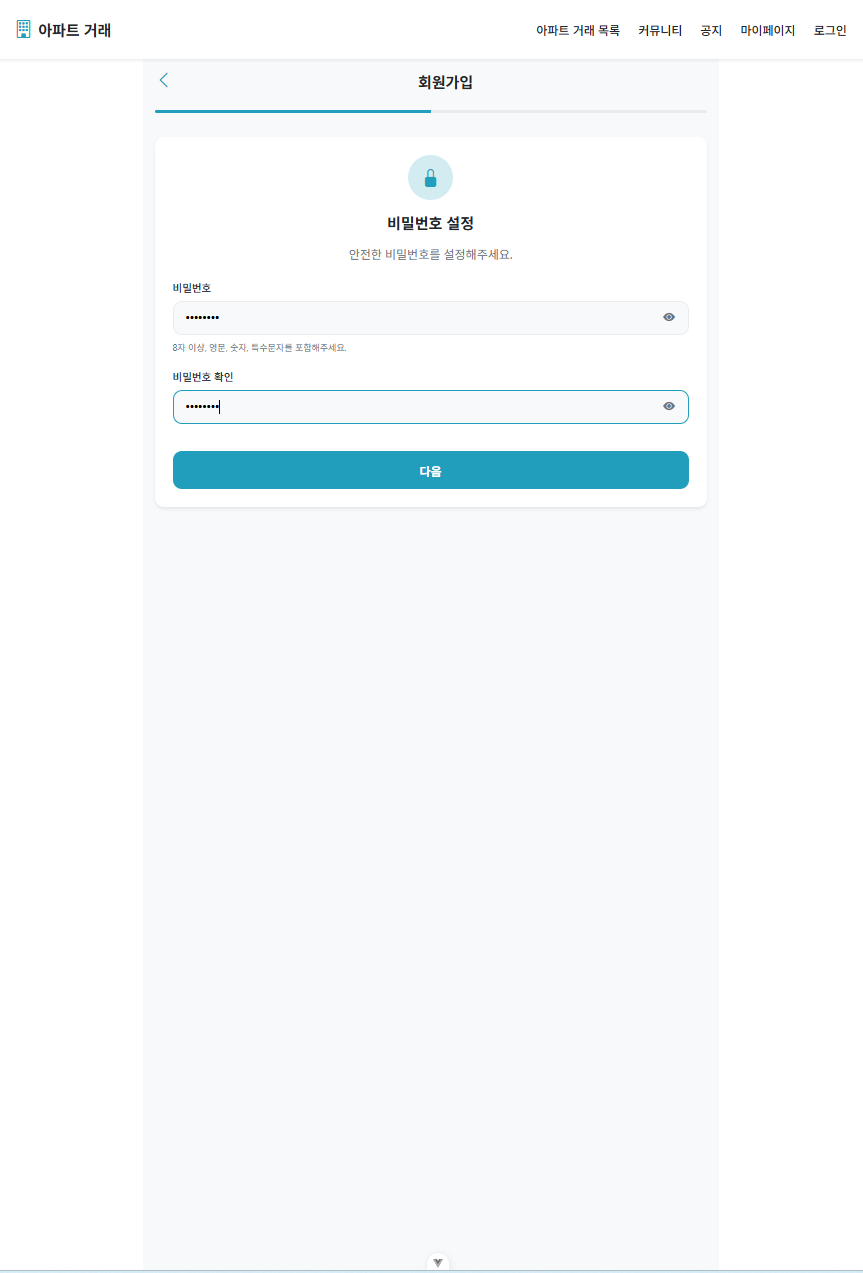 아파트 거래
아파트 거래 목록 커뮤니티 공지 마이페이지 로그인
회원가입
비밀번호 설정
안전한 비밀번호를 설정해주세요.
비밀번호
••••••••
8자 이상, 영문, 숫자, 특수문자를 포함해주세요.
비밀번호 확인
••••••••
다음